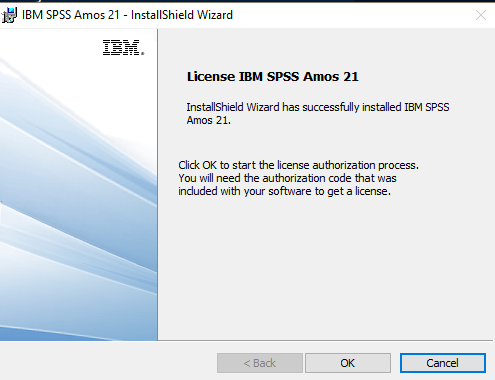 IBM SPSS Amos 21 - InstallShield Wizard
IBM.
License IBM SPSS Amos 21
InstallShield Wizard has successfully installed IBM SPSS
Amos 21.
Click OK to start the license authorization process.
You will need the authorization code that was
included with your software to get a license.
< Back
OK
Cancel